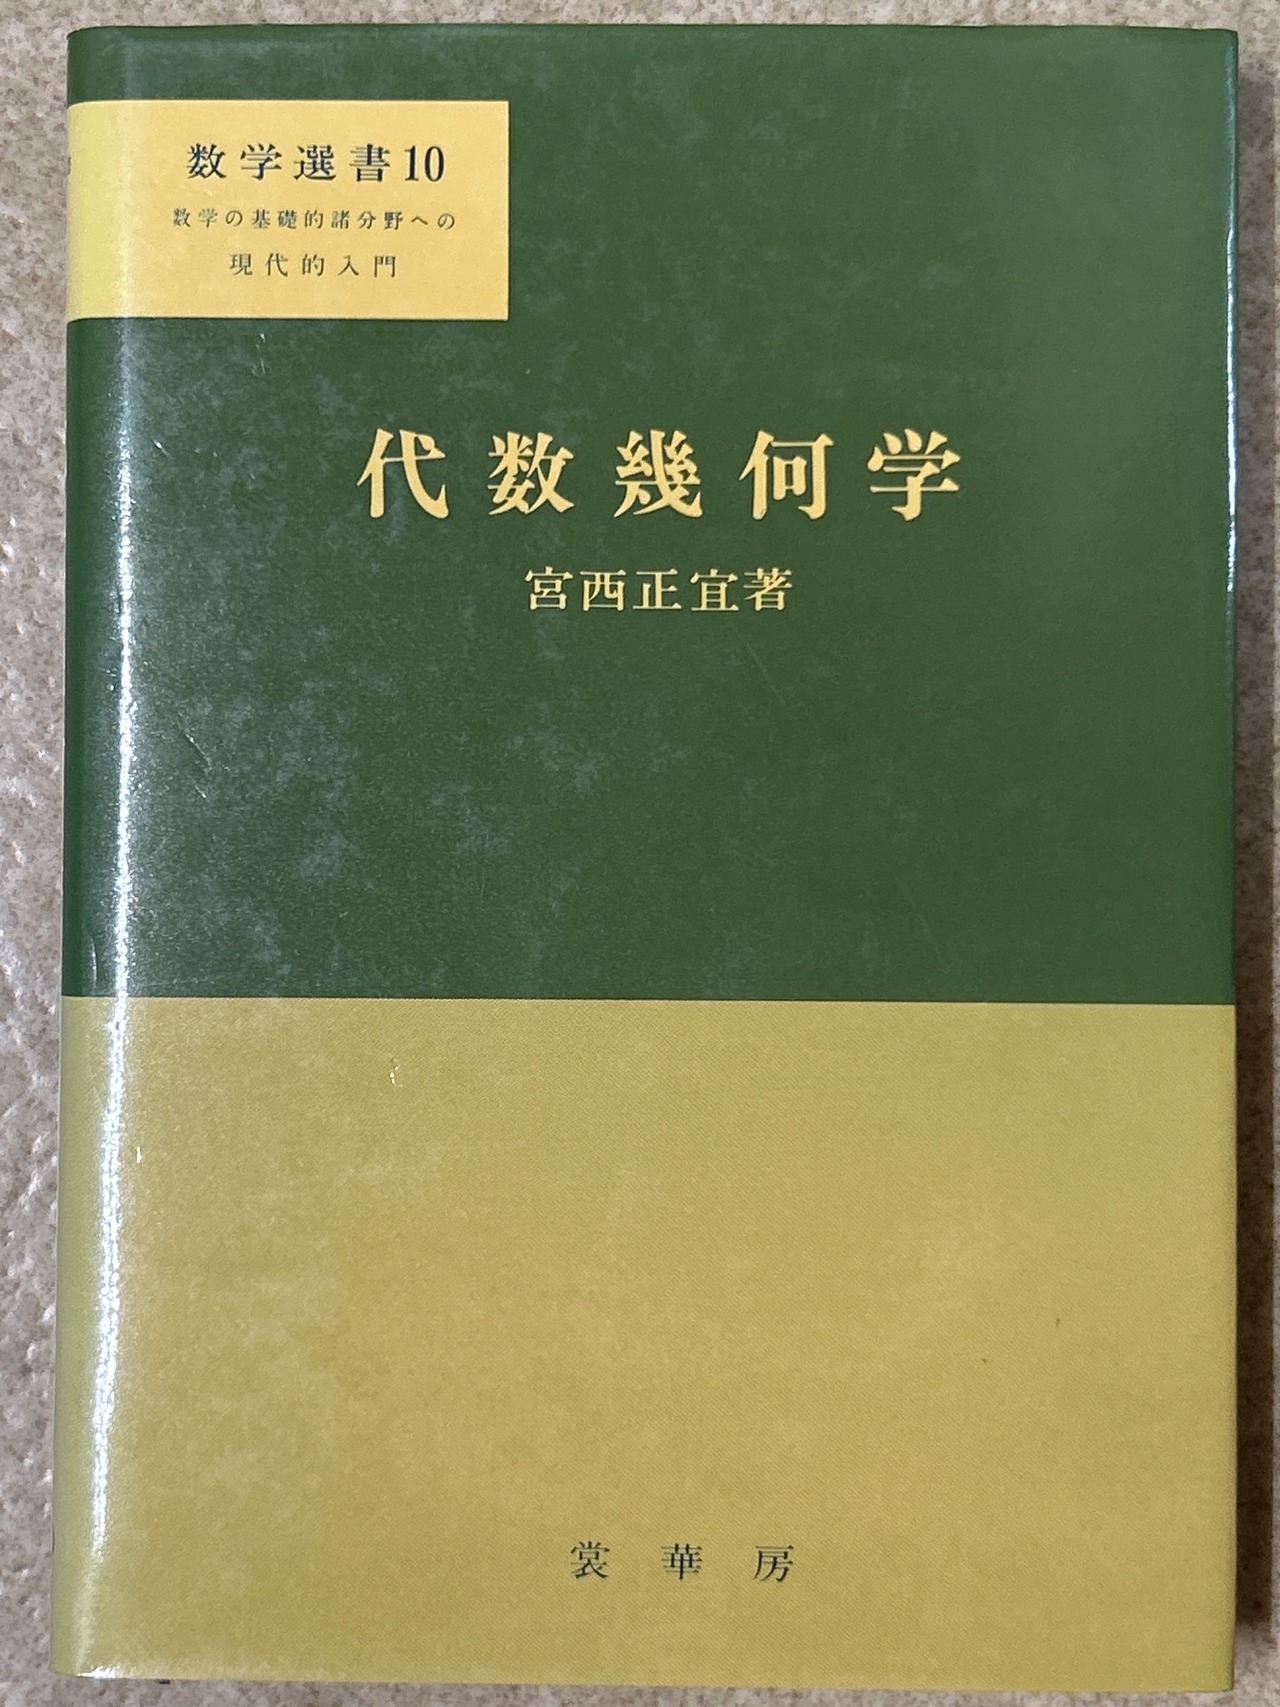 数学選書10
数学の基礎的諸分野への
現代的入門
代数幾何学
宮西正宜著
裳華房